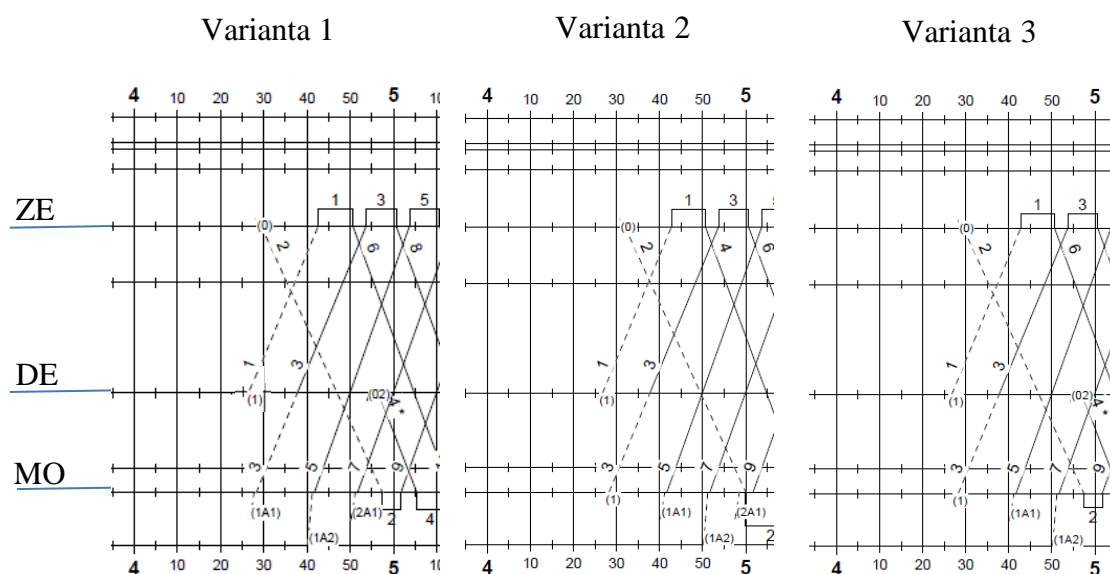 Varianta 1 Varianta 2 Varianta 3
4 10 20 30 40 50 5 10 4 10 20 30 40 50 5 4 10 20 30 40 50 5
ZE (0) 1 3 5 (0) 1 3 (0) 1 3
2 6 8 2 4 6 2 6
1 3 1 3 1 3
DE (1) (02) 4 * (1) (1) (02) 4 *
3 5 7 9 3 5 7 9 3 5 7 9
MO (1A1) (2A1) 2 4 (1) (1A1) (2A1) (1) (1A1) 2
(1A2) (1A2) 2 (1A2)
4 10 20 30 40 50 5 10 4 10 20 30 40 50 5 4 10 20 30 40 50 5